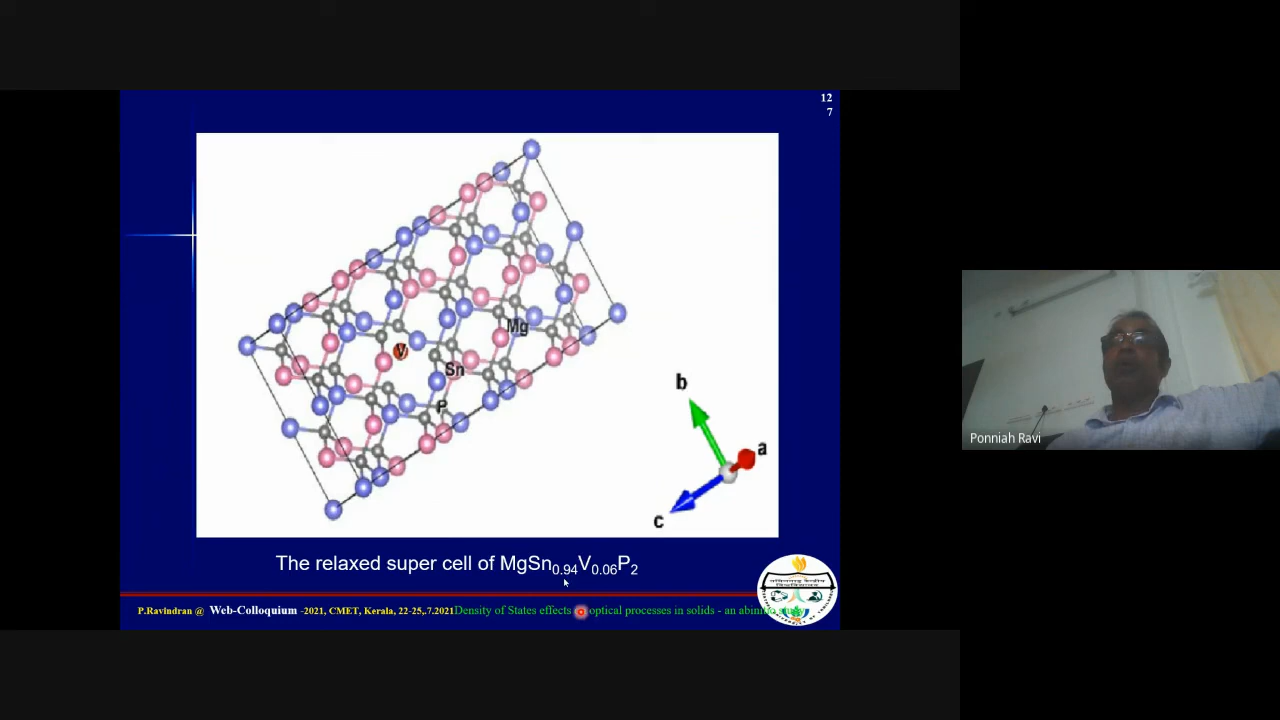 12
7
b
a
c
V
Mg
Sn
P
The relaxed super cell of MgSn0.94V0.06P2
P.Ravindran @ Web-Colloquium -2021, CMET, Kerala, 22-25,.7.2021Density of States effects optical processes in solids - an abinitio study
Ponniah Ravi